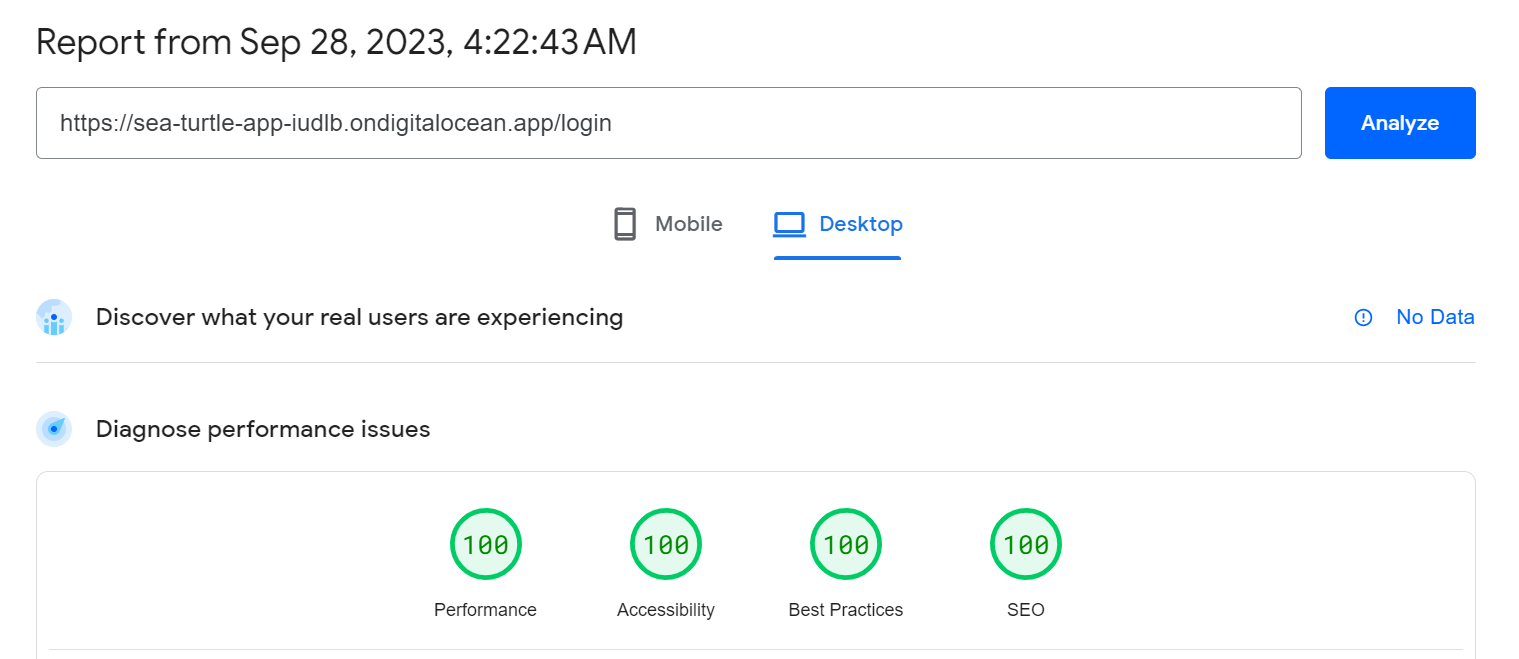 Report from Sep 28, 2023, 4:22:43 AM
https://sea-turtle-app-iudlb.ondigitalocean.app/login
Analyze
Mobile
Desktop
Discover what your real users are experiencing
No Data
Diagnose performance issues
100
100
100
100
Performance
Accessibility
Best Practices
SEO